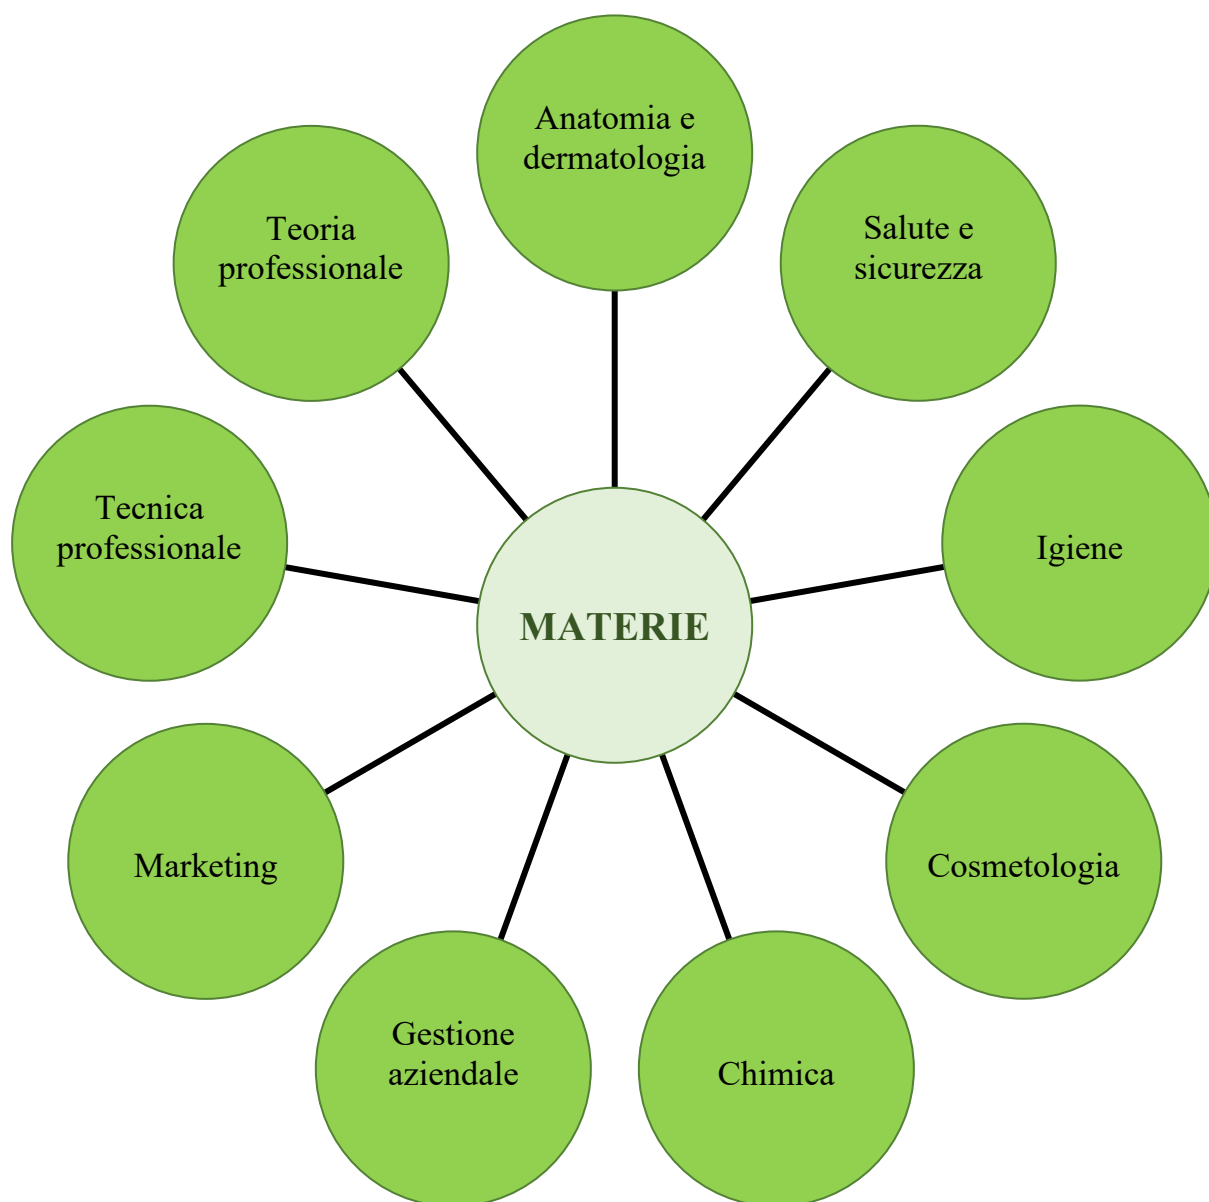 Anatomia e
dermatologia
Salute e
sicurezza
Igiene
Cosmetologia
Chimica
Gestione
aziendale
Marketing
Tecnica
professionale
Teoria
professionale
MATERIE